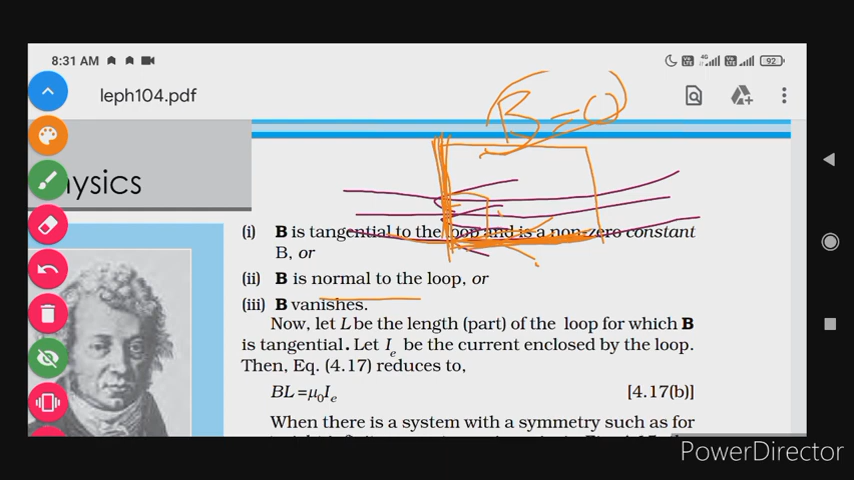 8:31 AM
92
leph104.pdf
B=0
ysics
(i) B is tangential to the loop and is a non-zero constant
B, or
(ii) B is normal to the loop, or
(iii) B vanishes.
Now, let L be the length (part) of the loop for which B
is tangential. Let Ie be the current enclosed by the loop.
Then, Eq. (4.17) reduces to,
BL =μ0Ie [4.17(b)]
When there is a system with a symmetry such as for
PowerDirector